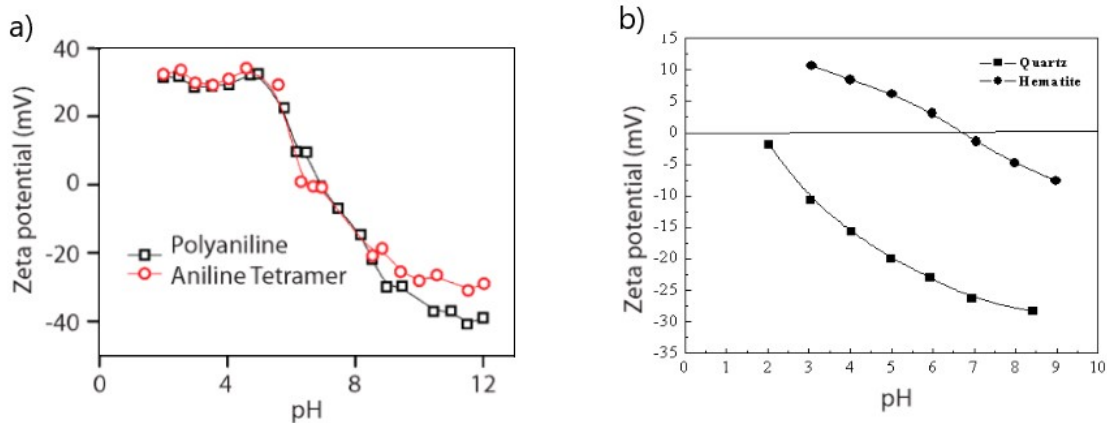 a)
Zeta potential (mV)
40
20
0
-20
-40
Polyaniline
Aniline Tetramer
0 4 8 12
pH
b)
Zeta potential (mV)
15
10
5
0
-5
-10
-15
-20
-25
-30
-35
Quartz
Hematite
0 1 2 3 4 5 6 7 8 9 10
pH